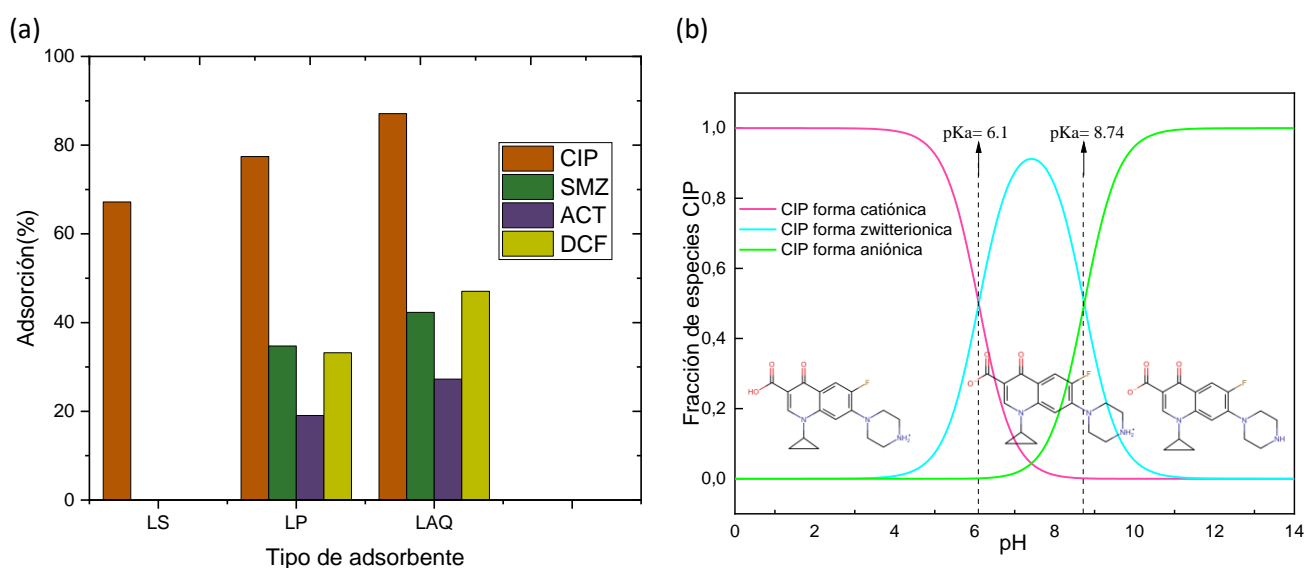 (a)
100
80
60
40
20
0
Adsorción(%)
CIP
SMZ
ACT
DCF
LS LP LAQ
Tipo de adsorbente
(b)
pKa= 6.1 pKa= 8.74
1,0
0,8
0,6
0,4
0,2
0,0
Fracción de especies CIP
CIP forma catiónica
CIP forma zwitterionica
CIP forma aniónica
O O
HO F
N N
NH₂⁺
O O
O⁻ F
N N
NH₂⁺
O O
O⁻ F
N N
NH
0 2 4 6 8 10 12 14
pH